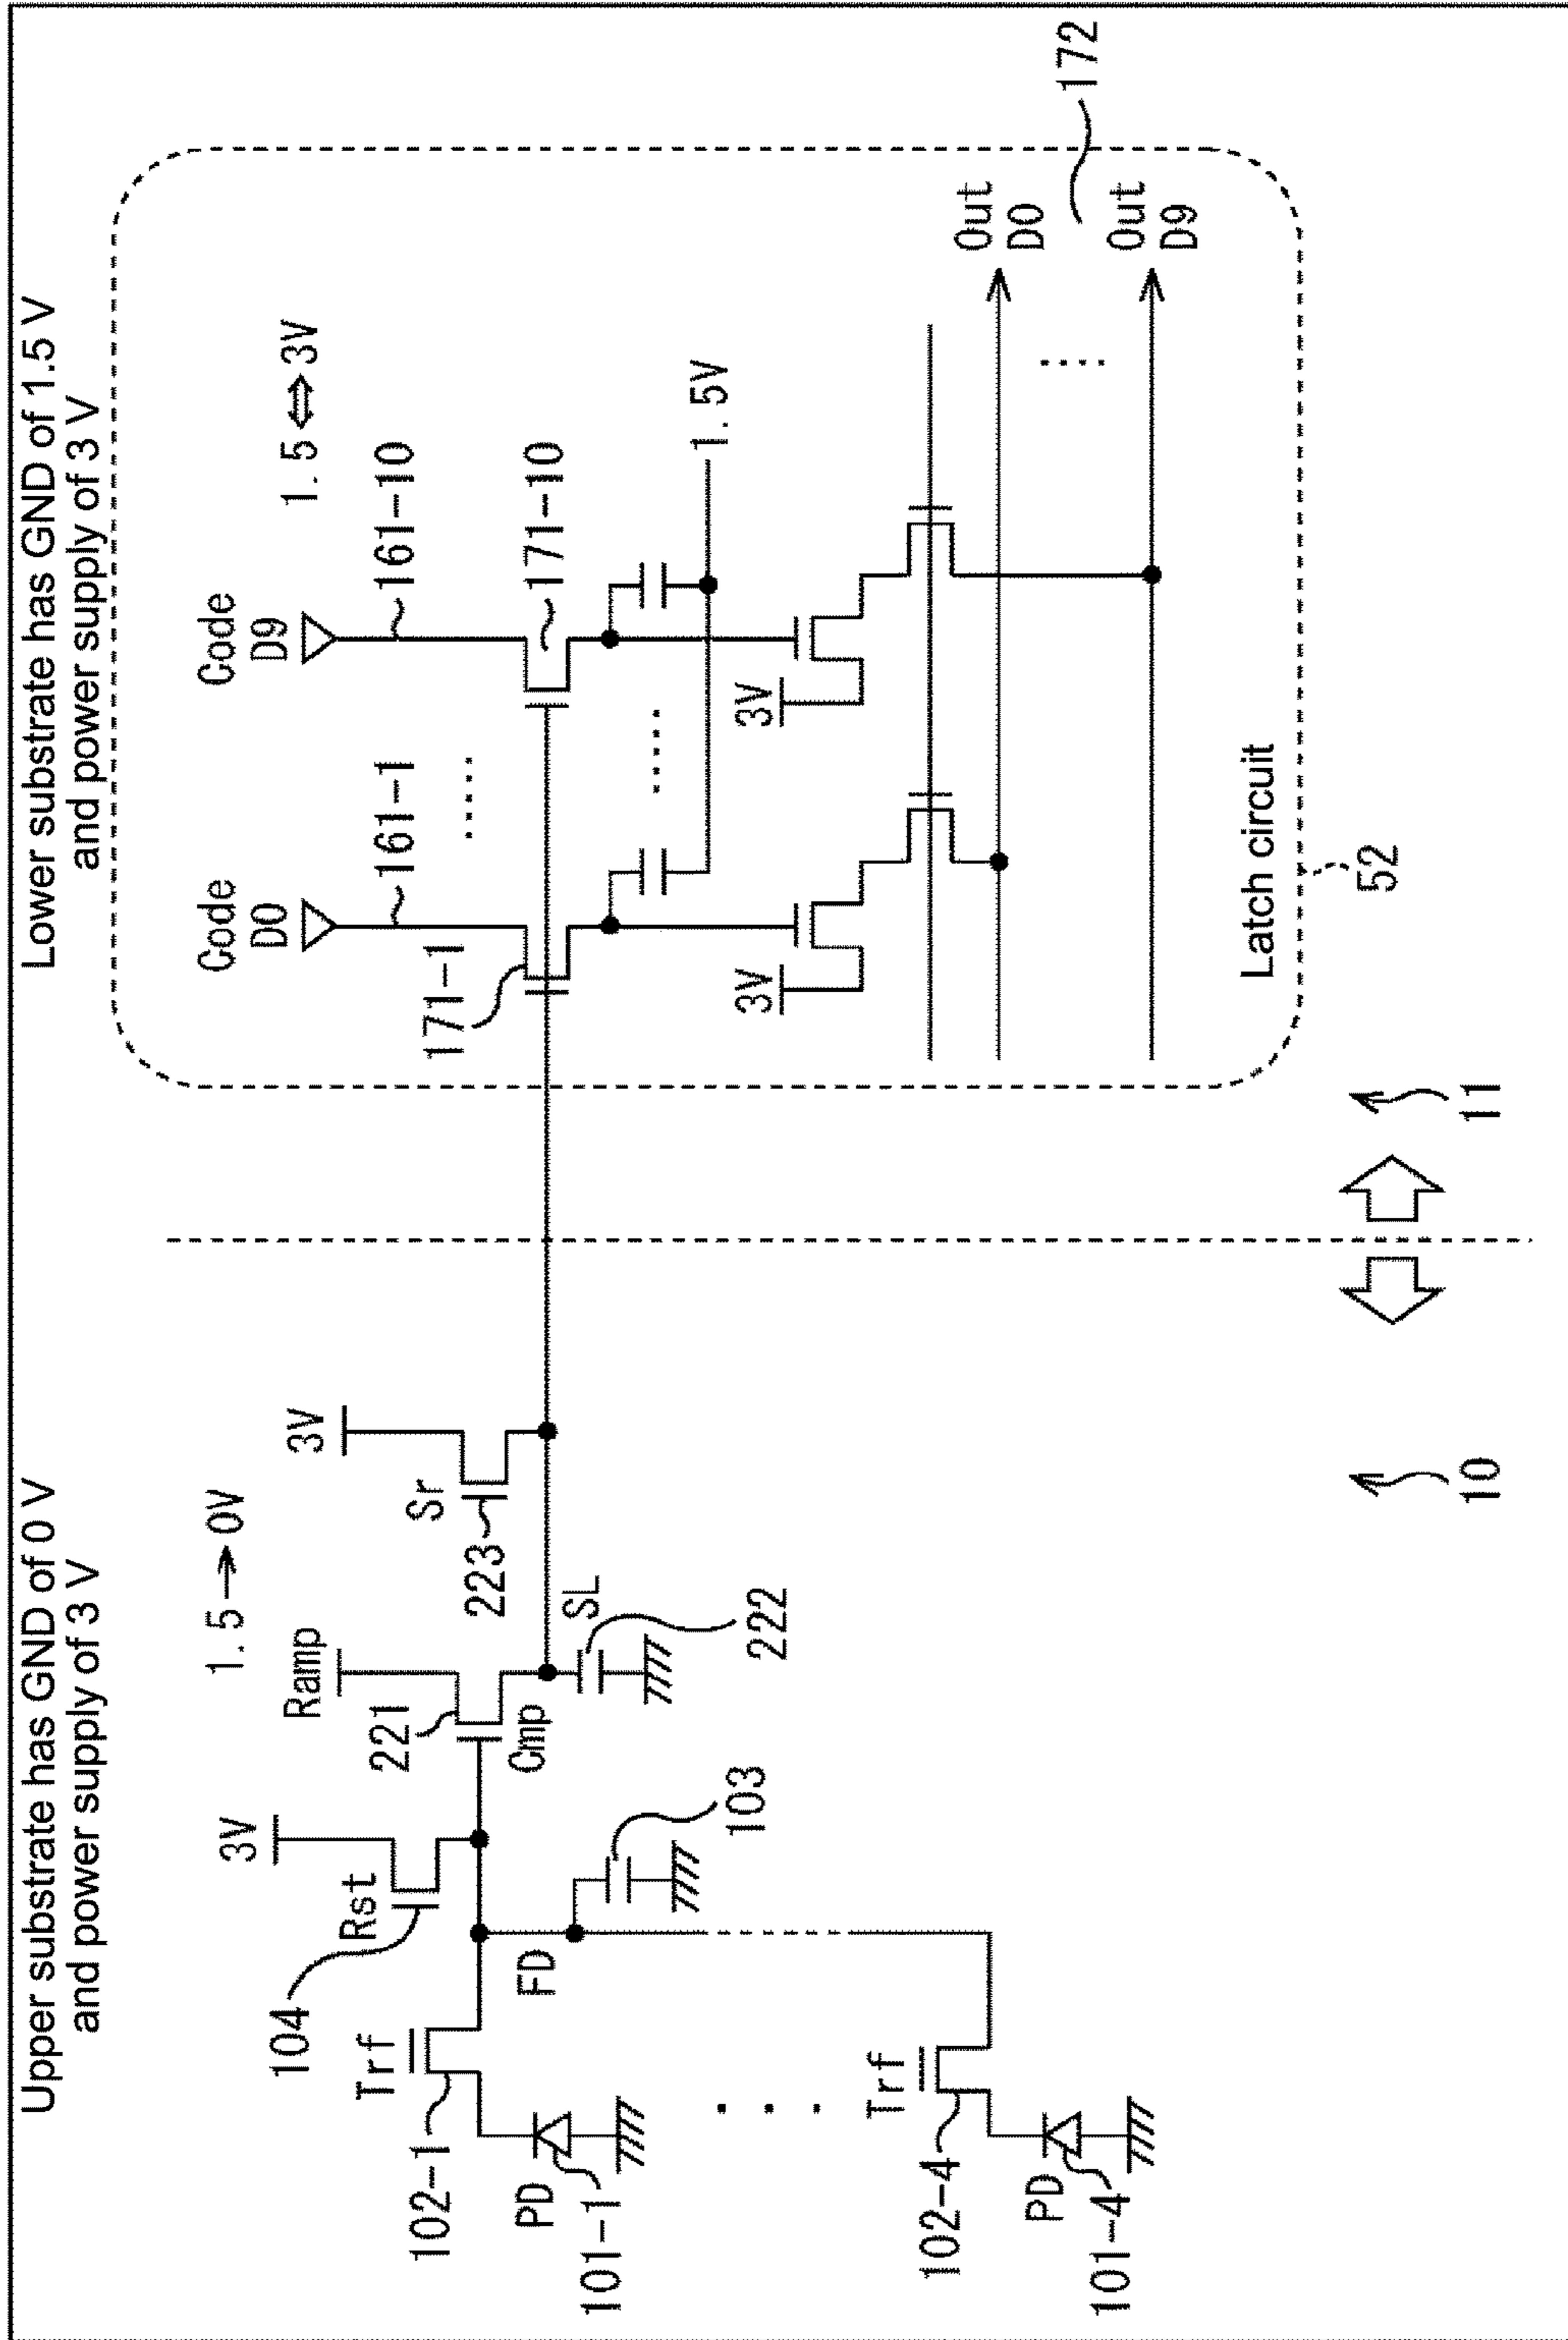 Upper substrate has GND of 0 V
and power supply of 3 V
Lower substrate has GND of 1.5 V
and power supply of 3 V
1.5→0V
3V
Ramp
3V
104
Rst
221
Sr
223
Trf
102-1
Cmp
SL
222
FD
103
PD
101-1
Trf
102-4
PD
101-4
10
Code
D0
Code
D9
1.5⇔3V
161-1
161-10
171-1
171-10
1.5V
3V
3V
Out
D0
Out
D9
172
Latch circuit
52
11